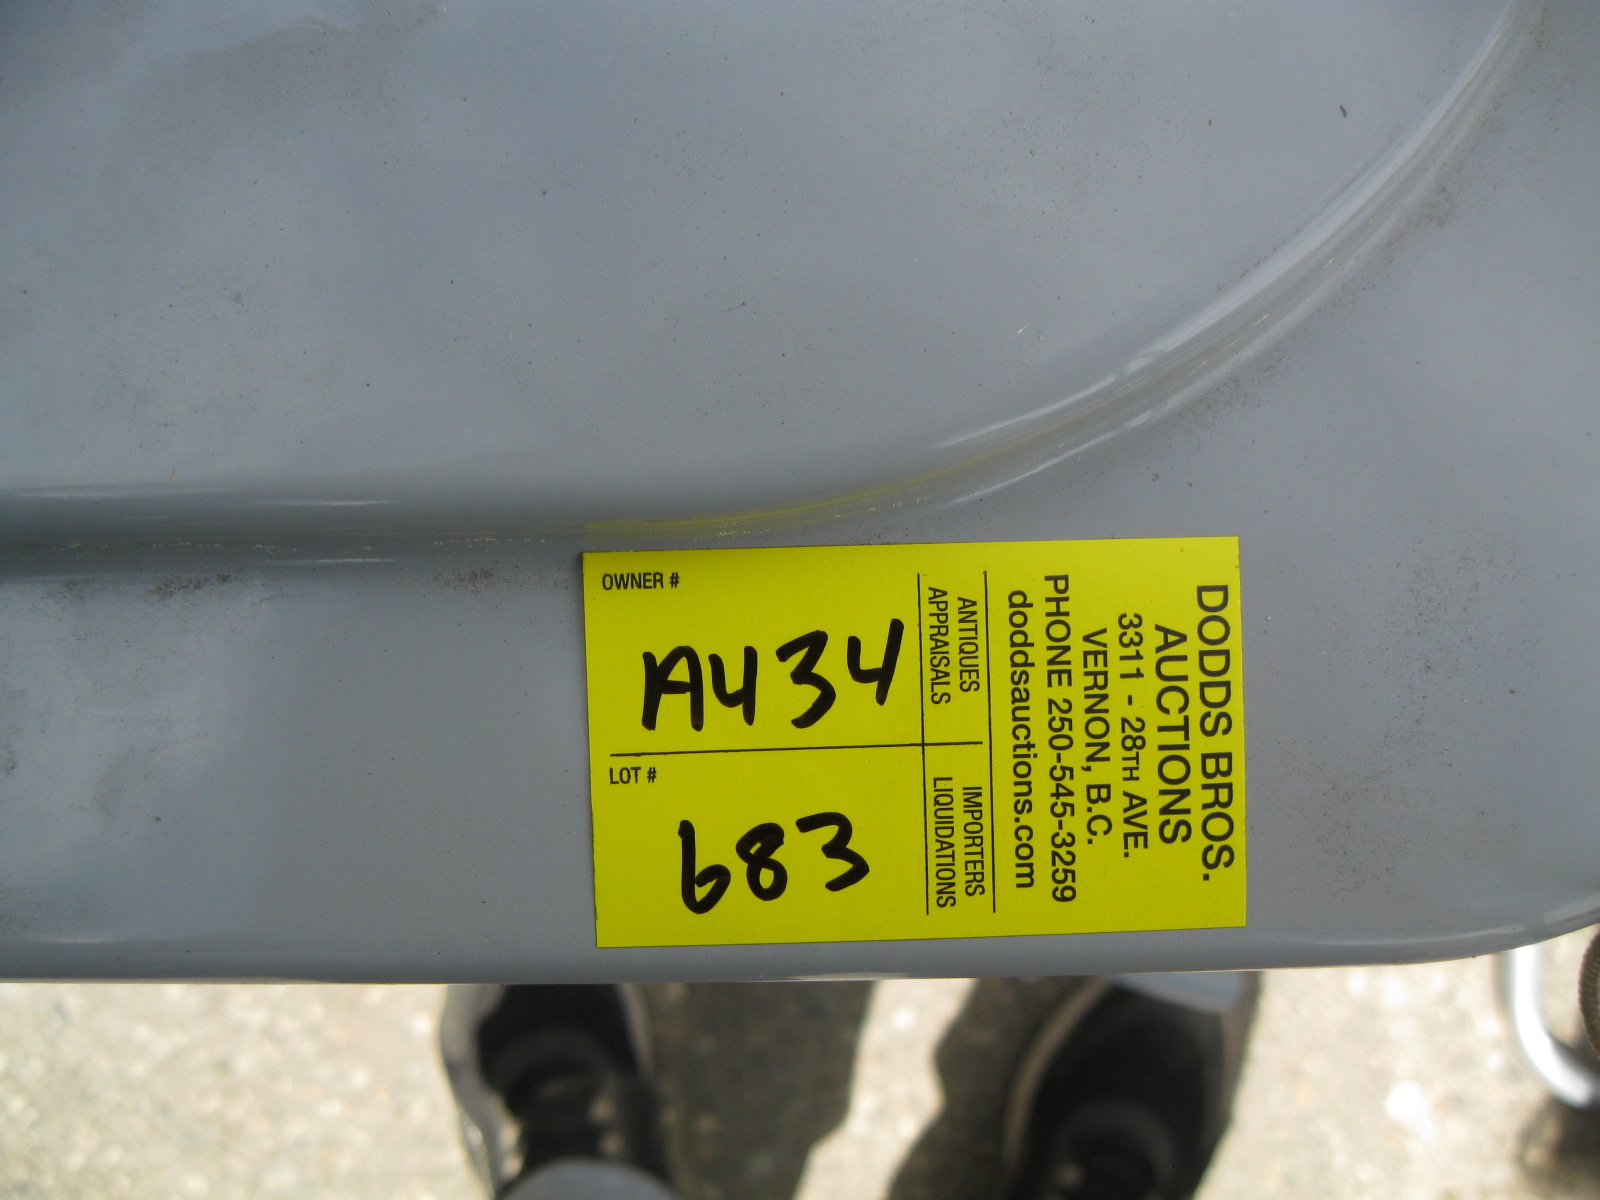 DODDS BROS.
AUCTIONS
3311 - 28TH AVE.
VERNON, B.C.
PHONE 250-545-3259
doddsauctions.com
ANTIQUES
APPRAISALS
IMPORTERS
LIQUIDATIONS
OWNER #
A434
LOT #
683